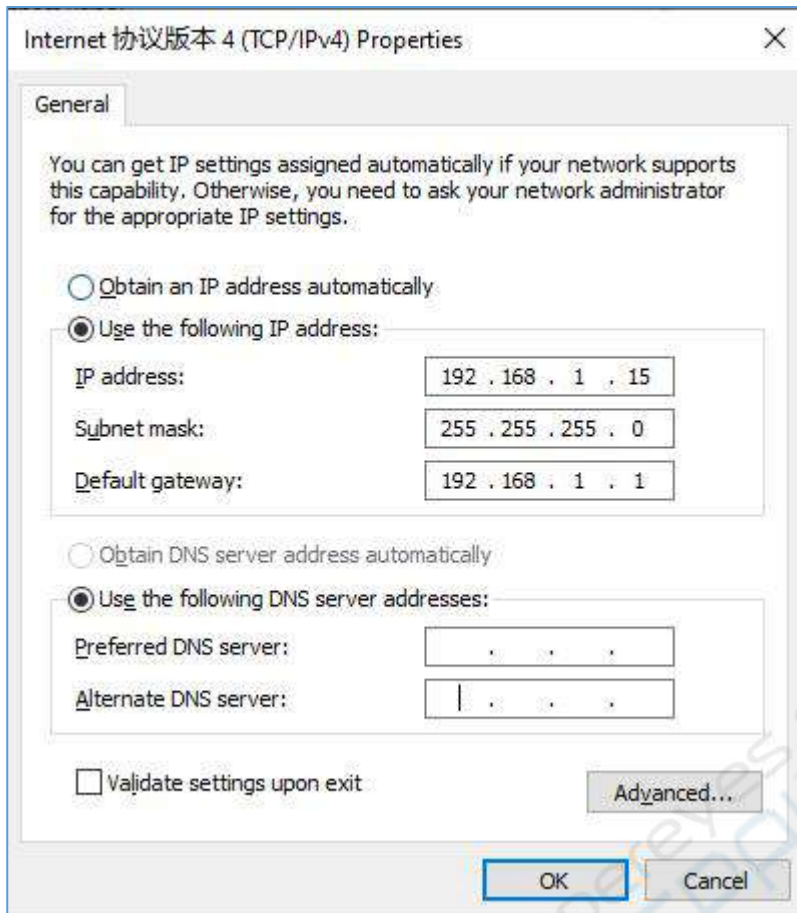 Internet 协议版本 4 (TCP/IPv4) Properties
General
You can get IP settings assigned automatically if your network supports
this capability. Otherwise, you need to ask your network administrator
for the appropriate IP settings.
Obtain an IP address automatically
Use the following IP address:
IP address: 192 . 168 . 1 . 15
Subnet mask: 255 . 255 . 255 . 0
Default gateway: 192 . 168 . 1 . 1
Obtain DNS server address automatically
Use the following DNS server addresses:
Preferred DNS server: . . .
Alternate DNS server: . . .
Validate settings upon exit
Advanced...
OK Cancel